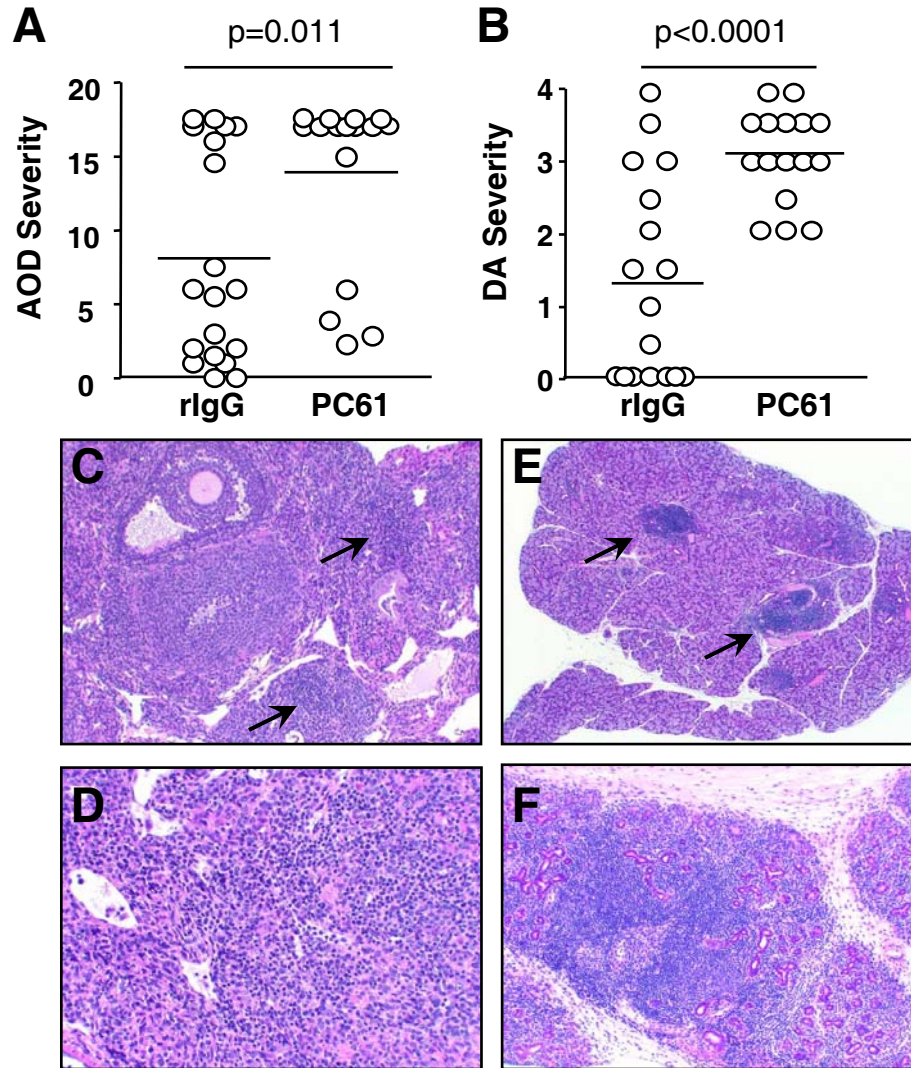 A
p=0.011
AOD Severity
20
15
10
5
0
rIgG
PC61
B
p<0.0001
DA Severity
4
3
2
1
0
rIgG
PC61
C
E
D
F